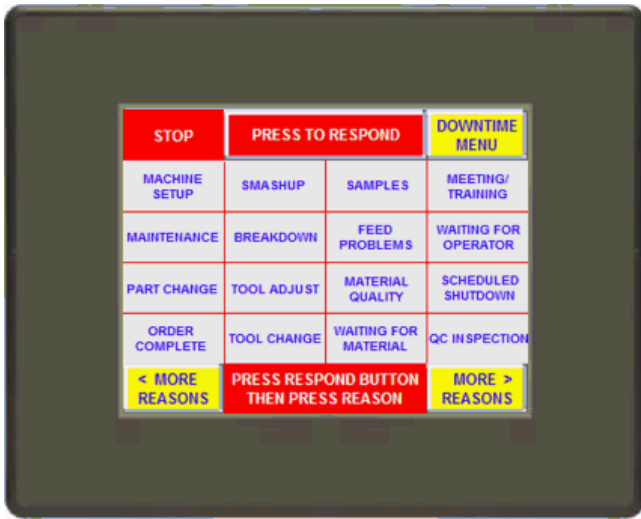 STOP
PRESS TO RESPOND
DOWNTIME
MENU
MACHINE
SETUP
SMASHUP
SAMPLES
MEETING/
TRAINING
MAINTENANCE
BREAKDOWN
FEED
PROBLEMS
WAITING FOR
OPERATOR
PART CHANGE
TOOL ADJUST
MATERIAL
QUALITY
SCHEDULED
SHUTDOWN
ORDER
COMPLETE
TOOL CHANGE
WAITING FOR
MATERIAL
QC INSPECTION
< MORE
REASONS
PRESS RESPOND BUTTON
THEN PRESS REASON
MORE >
REASONS